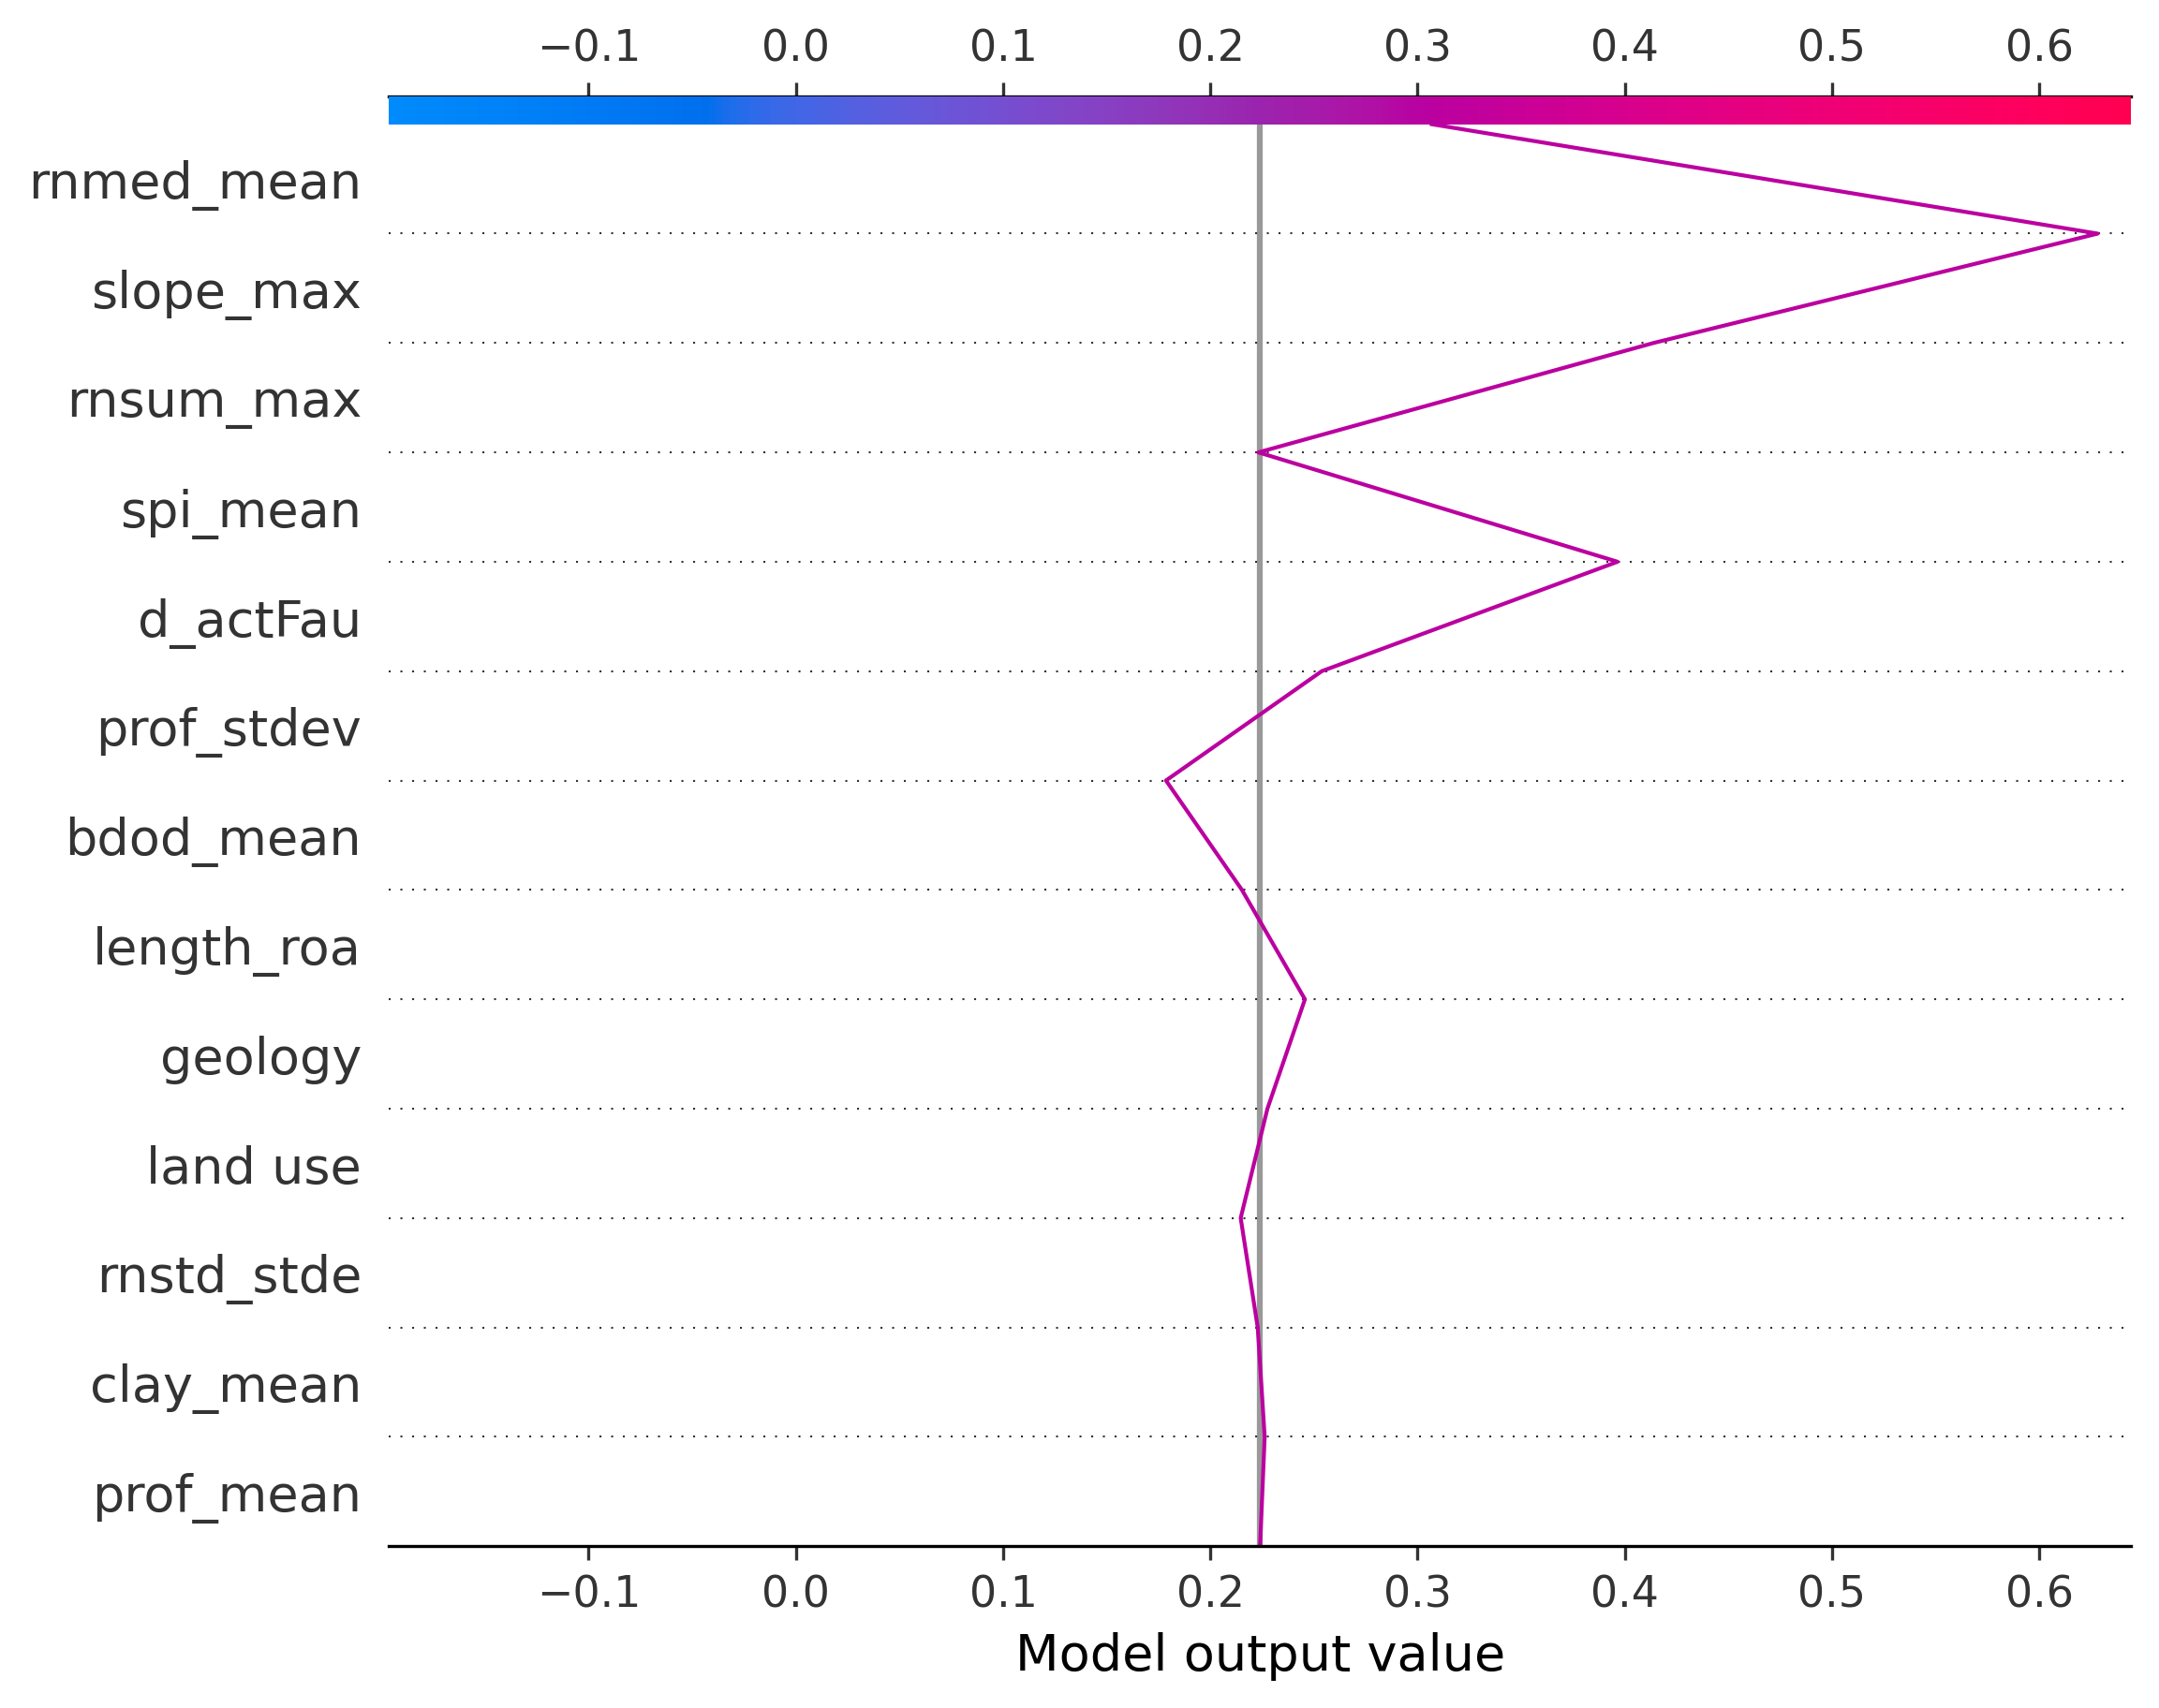 −0.1 0.0 0.1 0.2 0.3 0.4 0.5 0.6
rnmed_mean
slope_max
rnsum_max
spi_mean
d_actFau
prof_stdev
bdod_mean
length_roa
geology
land use
rnstd_stde
clay_mean
prof_mean
−0.1 0.0 0.1 0.2 0.3 0.4 0.5 0.6
Model output value